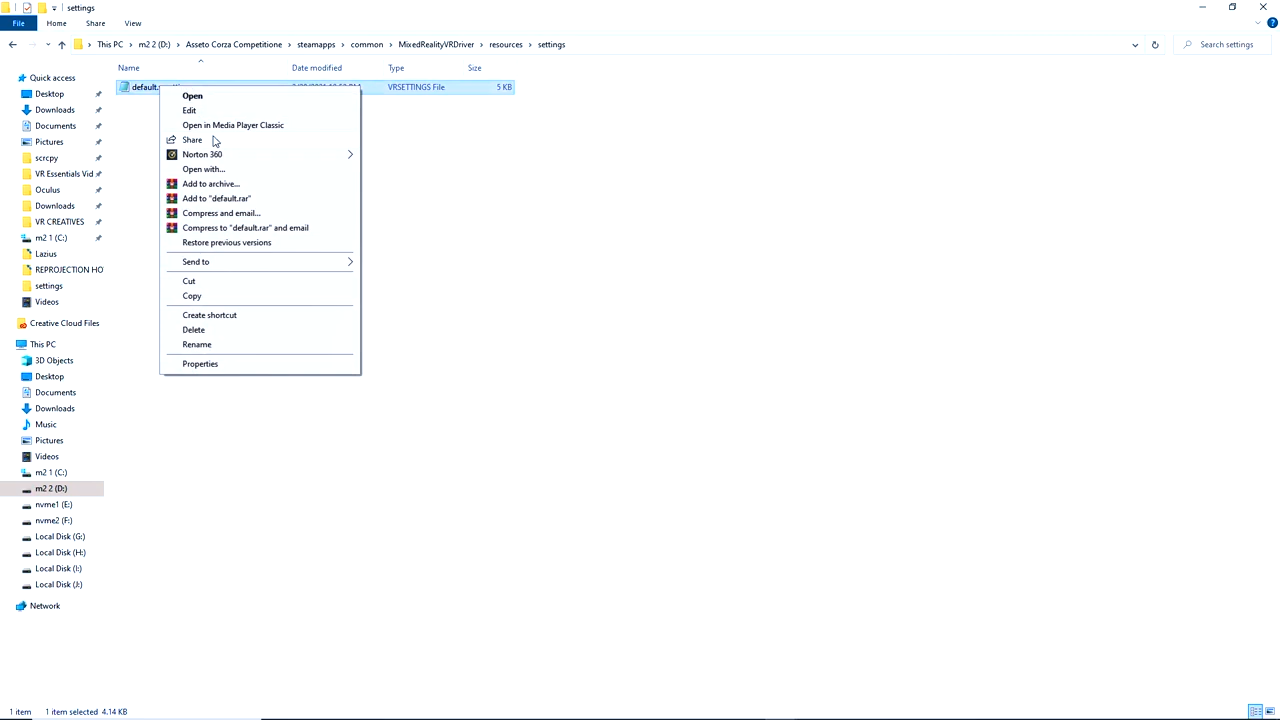 settings
File Home Share View
This PC m2 2 (D:) Asseto Corza Competitione steamapps common MixedRealityVRDriver resources settings
Search settings
Name Date modified Type Size
default. VRSETTINGS File 5 KB
Open
Edit
Open in Media Player Classic
Share
Norton 360
Open with...
Add to archive...
Add to "default.rar"
Compress and email...
Compress to "default.rar" and email
Restore previous versions
Send to
Cut
Copy
Create shortcut
Delete
Rename
Properties
Quick access
Desktop
Downloads
Documents
Pictures
scrcpy
VR Essentials Vid
Oculus
Downloads
VR CREATIVES
m2 1 (C:)
Lazius
REPROJECTION HO
settings
Videos
Creative Cloud Files
This PC
3D Objects
Desktop
Documents
Downloads
Music
Pictures
Videos
m2 1 (C:)
m2 2 (D:)
nvme1 (E:)
nvme2 (F:)
Local Disk (G:)
Local Disk (H:)
Local Disk (I:)
Local Disk (J:)
Network
1 item 1 item selected 4.14 KB